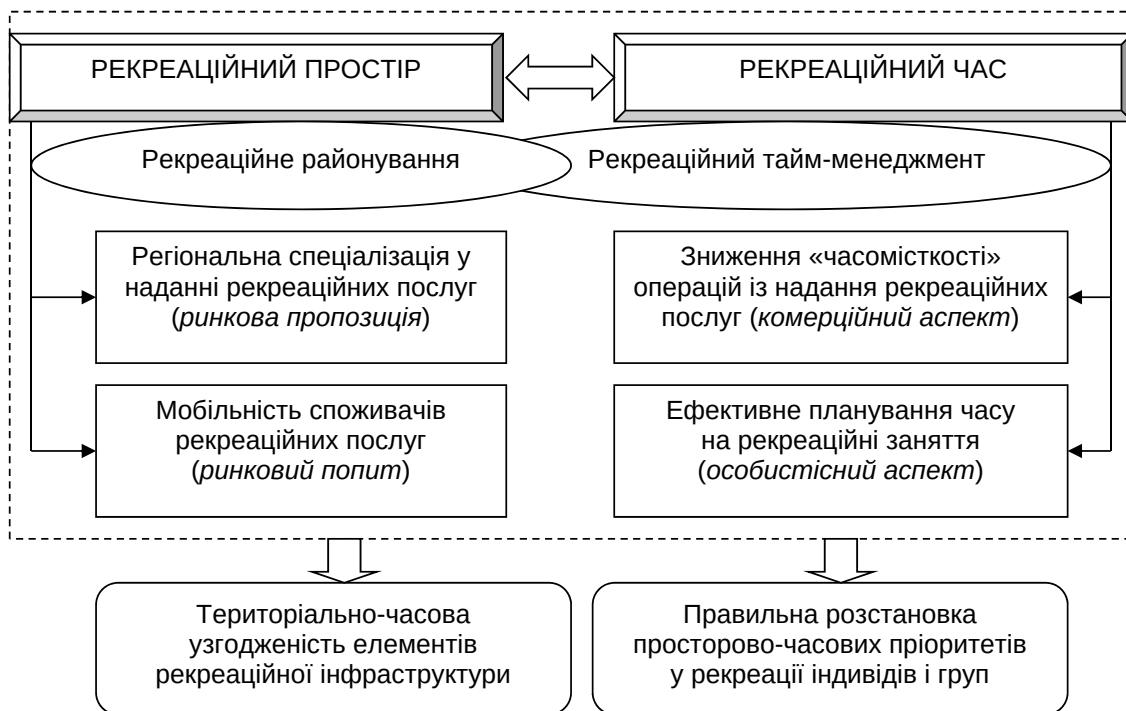 РЕКРЕАЦІЙНИЙ ПРОСТІР
РЕКРЕАЦІЙНИЙ ЧАС
Рекреаційне районування
Рекреаційний тайм-менеджмент
Регіональна спеціалізація у
наданні рекреаційних послуг
(ринкова пропозиція)
Зниження «часомісткості»
операцій із надання рекреаційних
послуг (комерційний аспект)
Мобільність споживачів
рекреаційних послуг
(ринковий попит)
Ефективне планування часу
на рекреаційні заняття
(особистісний аспект)
Територіально-часова
узгодженість елементів
рекреаційної інфраструктури
Правильна розстановка
просторово-часових пріоритетів
у рекреації індивідів і груп